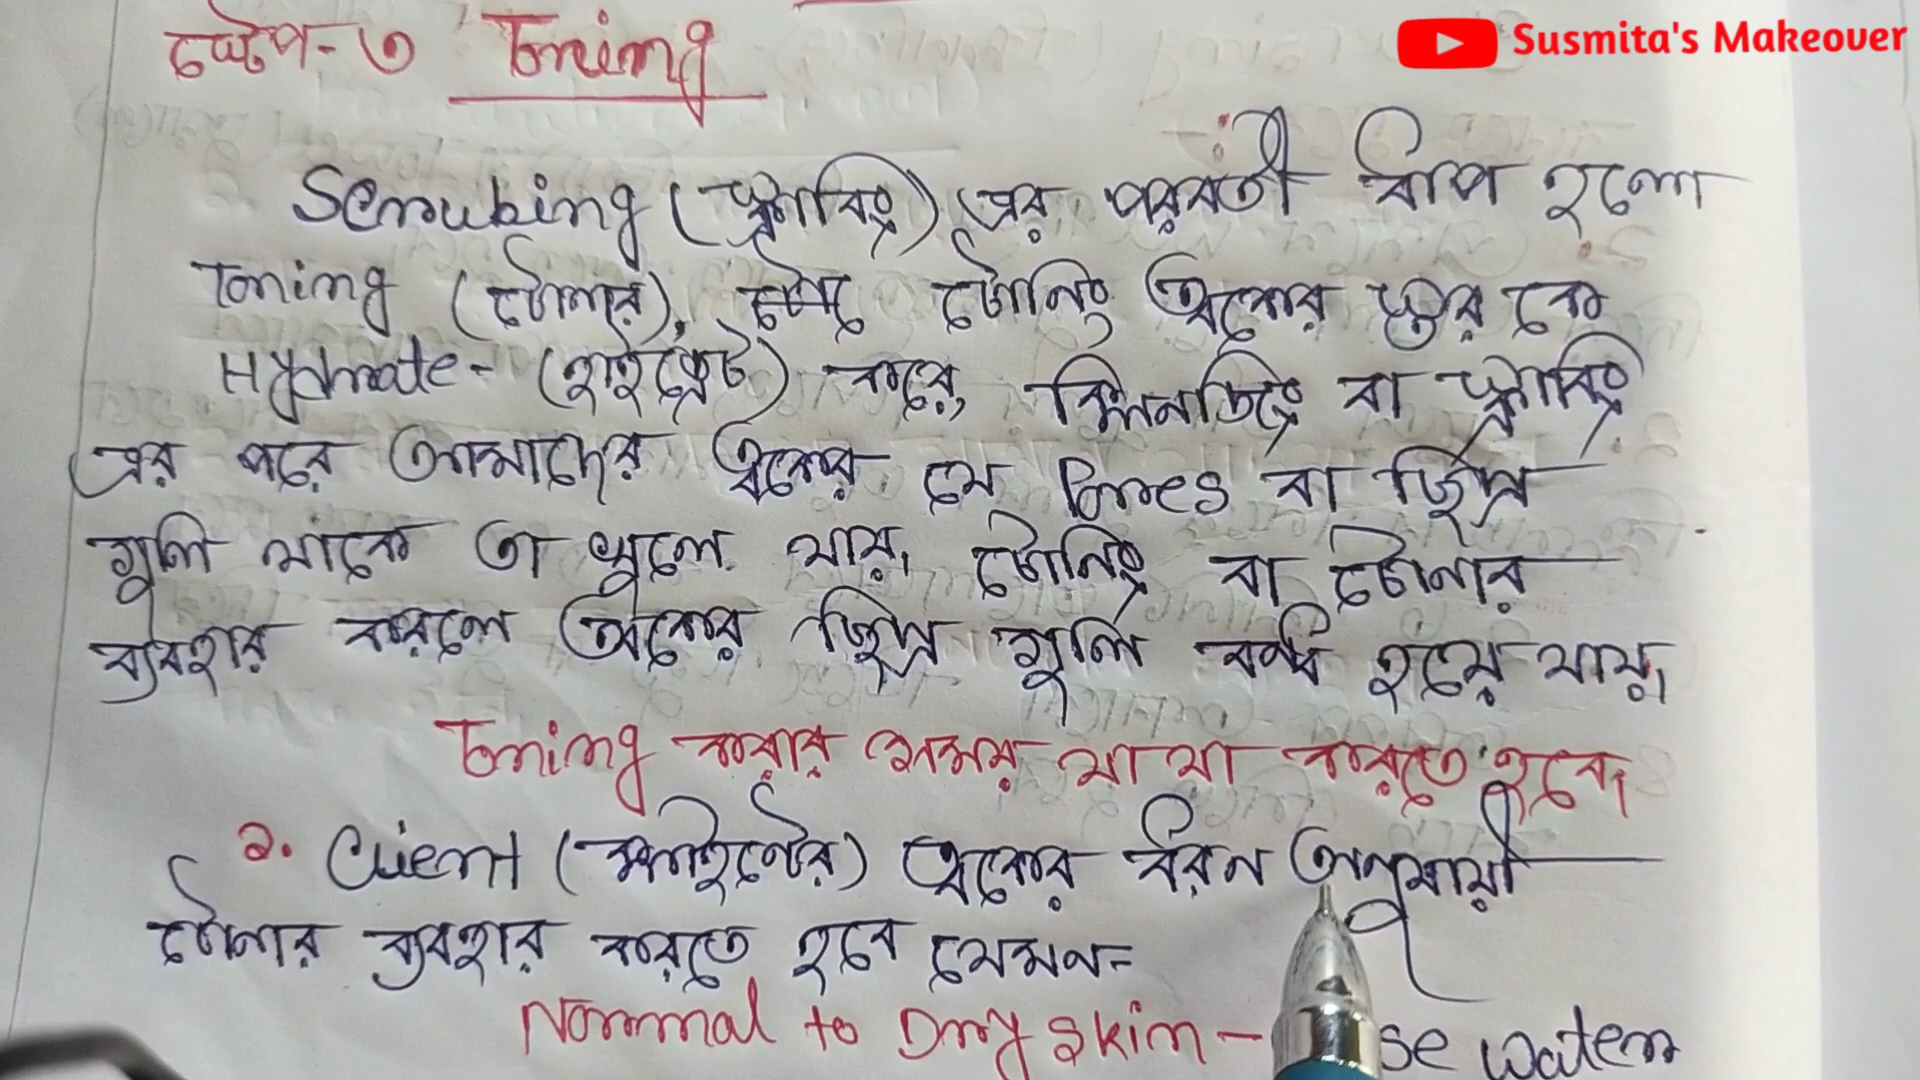 স্টেপ-৩ Toning
Susmita's Makeover
Scrubing (স্ক্রাবিং) এর পরবর্তী ধাপ হলো
Toning (টোনার), টোনিং ত্বকের স্তর কে
Hydrate- (হাইড্রেট) করে, ক্লিনজিং বা স্ক্রাবিং
এর পরে আমাদের ত্বকের যে Pores বা ছিদ্র
গুলি থাকে তা খুলে যায়, টোনিং বা টোনার
ব্যবহার করলে ত্বকের ছিদ্র গুলি বন্ধ হয়ে যায়,
Toning করার সময় যা যা করতে হবে,
১. Client (ক্লাইন্টের) ত্বকের ধরন অনুযায়ী
টোনার ব্যবহার করতে হবে যেমন-
Normal to Dry skin - se water